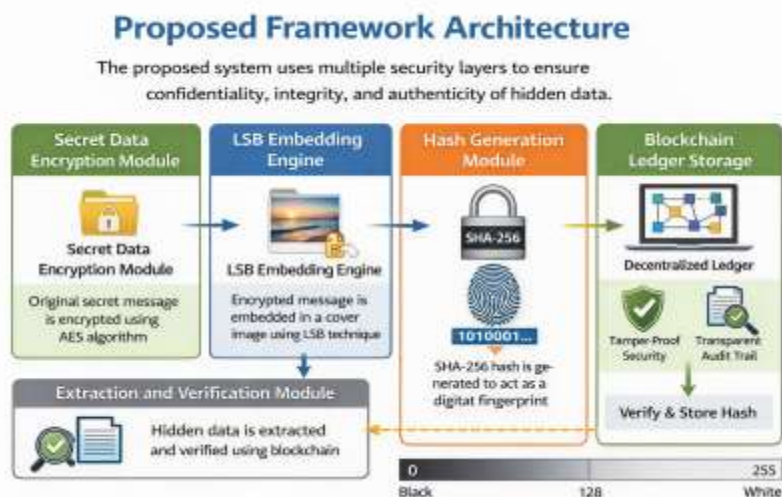 Proposed Framework Architecture
The proposed system uses multiple security layers to ensure
confidentiality, integrity, and authenticity of hidden data.
Secret Data
Encryption Module
Secret Data
Encryption Module
Original secret message
is encrypted using
AES algorithm
LSB Embedding
Engine
LSB Embedding Engine
Encrypted message is
embedded in a cover
image using LSB technique
Hash Generation
Module
SHA-256
1010001...
SHA-256 hash is ge-
nerated to act as a
digitat fingerprint
Blockchain
Ledger Storage
Decentralized Ledger
Tamper-Proof
Security
Transparent
Audit Trail
Verify & Store Hash
Extraction and Verification Module
Hidden data is extracted
and verified using blockchain
0
255
Black
128
White